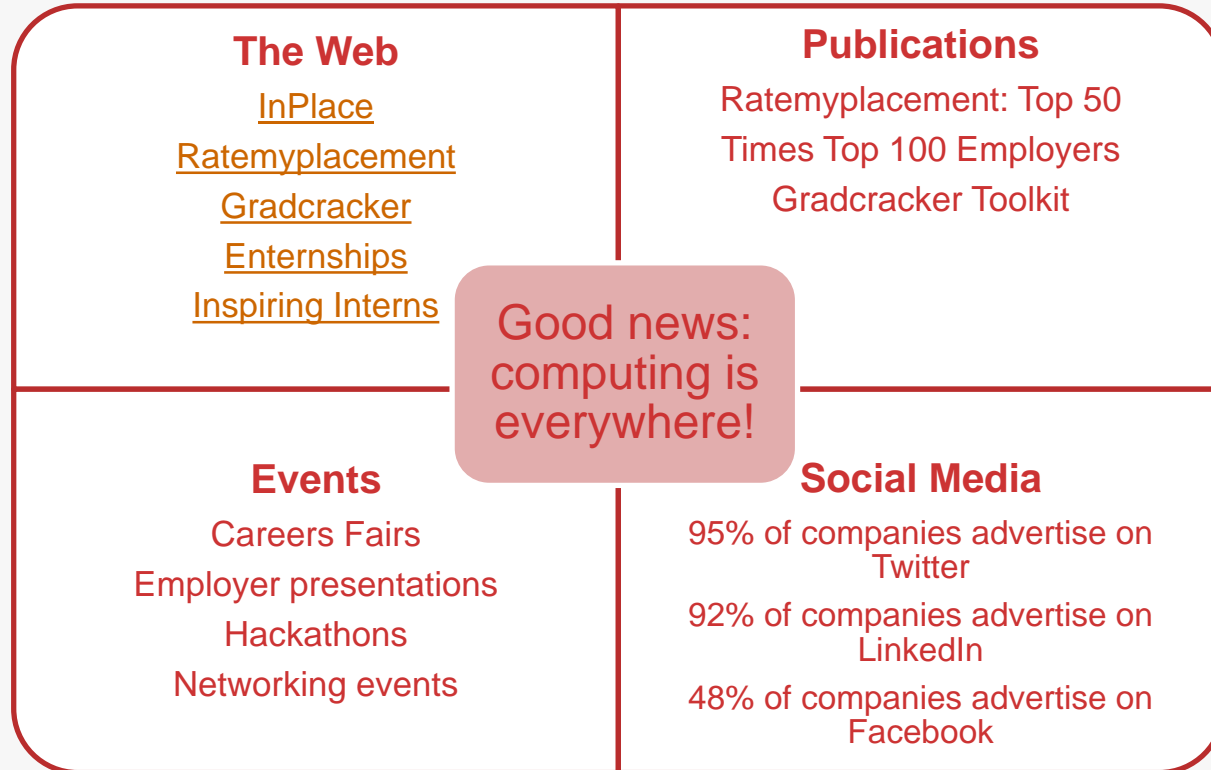 The Web
InPlace
Ratemyplacement
Gradcracker
Enternships
Inspiring Interns
Publications
Ratemyplacement: Top 50
Times Top 100 Employers
Gradcracker Toolkit
Good news:
computing is
everywhere!
Events
Careers Fairs
Employer presentations
Hackathons
Networking events
Social Media
95% of companies advertise on
Twitter
92% of companies advertise on
LinkedIn
48% of companies advertise on
Facebook